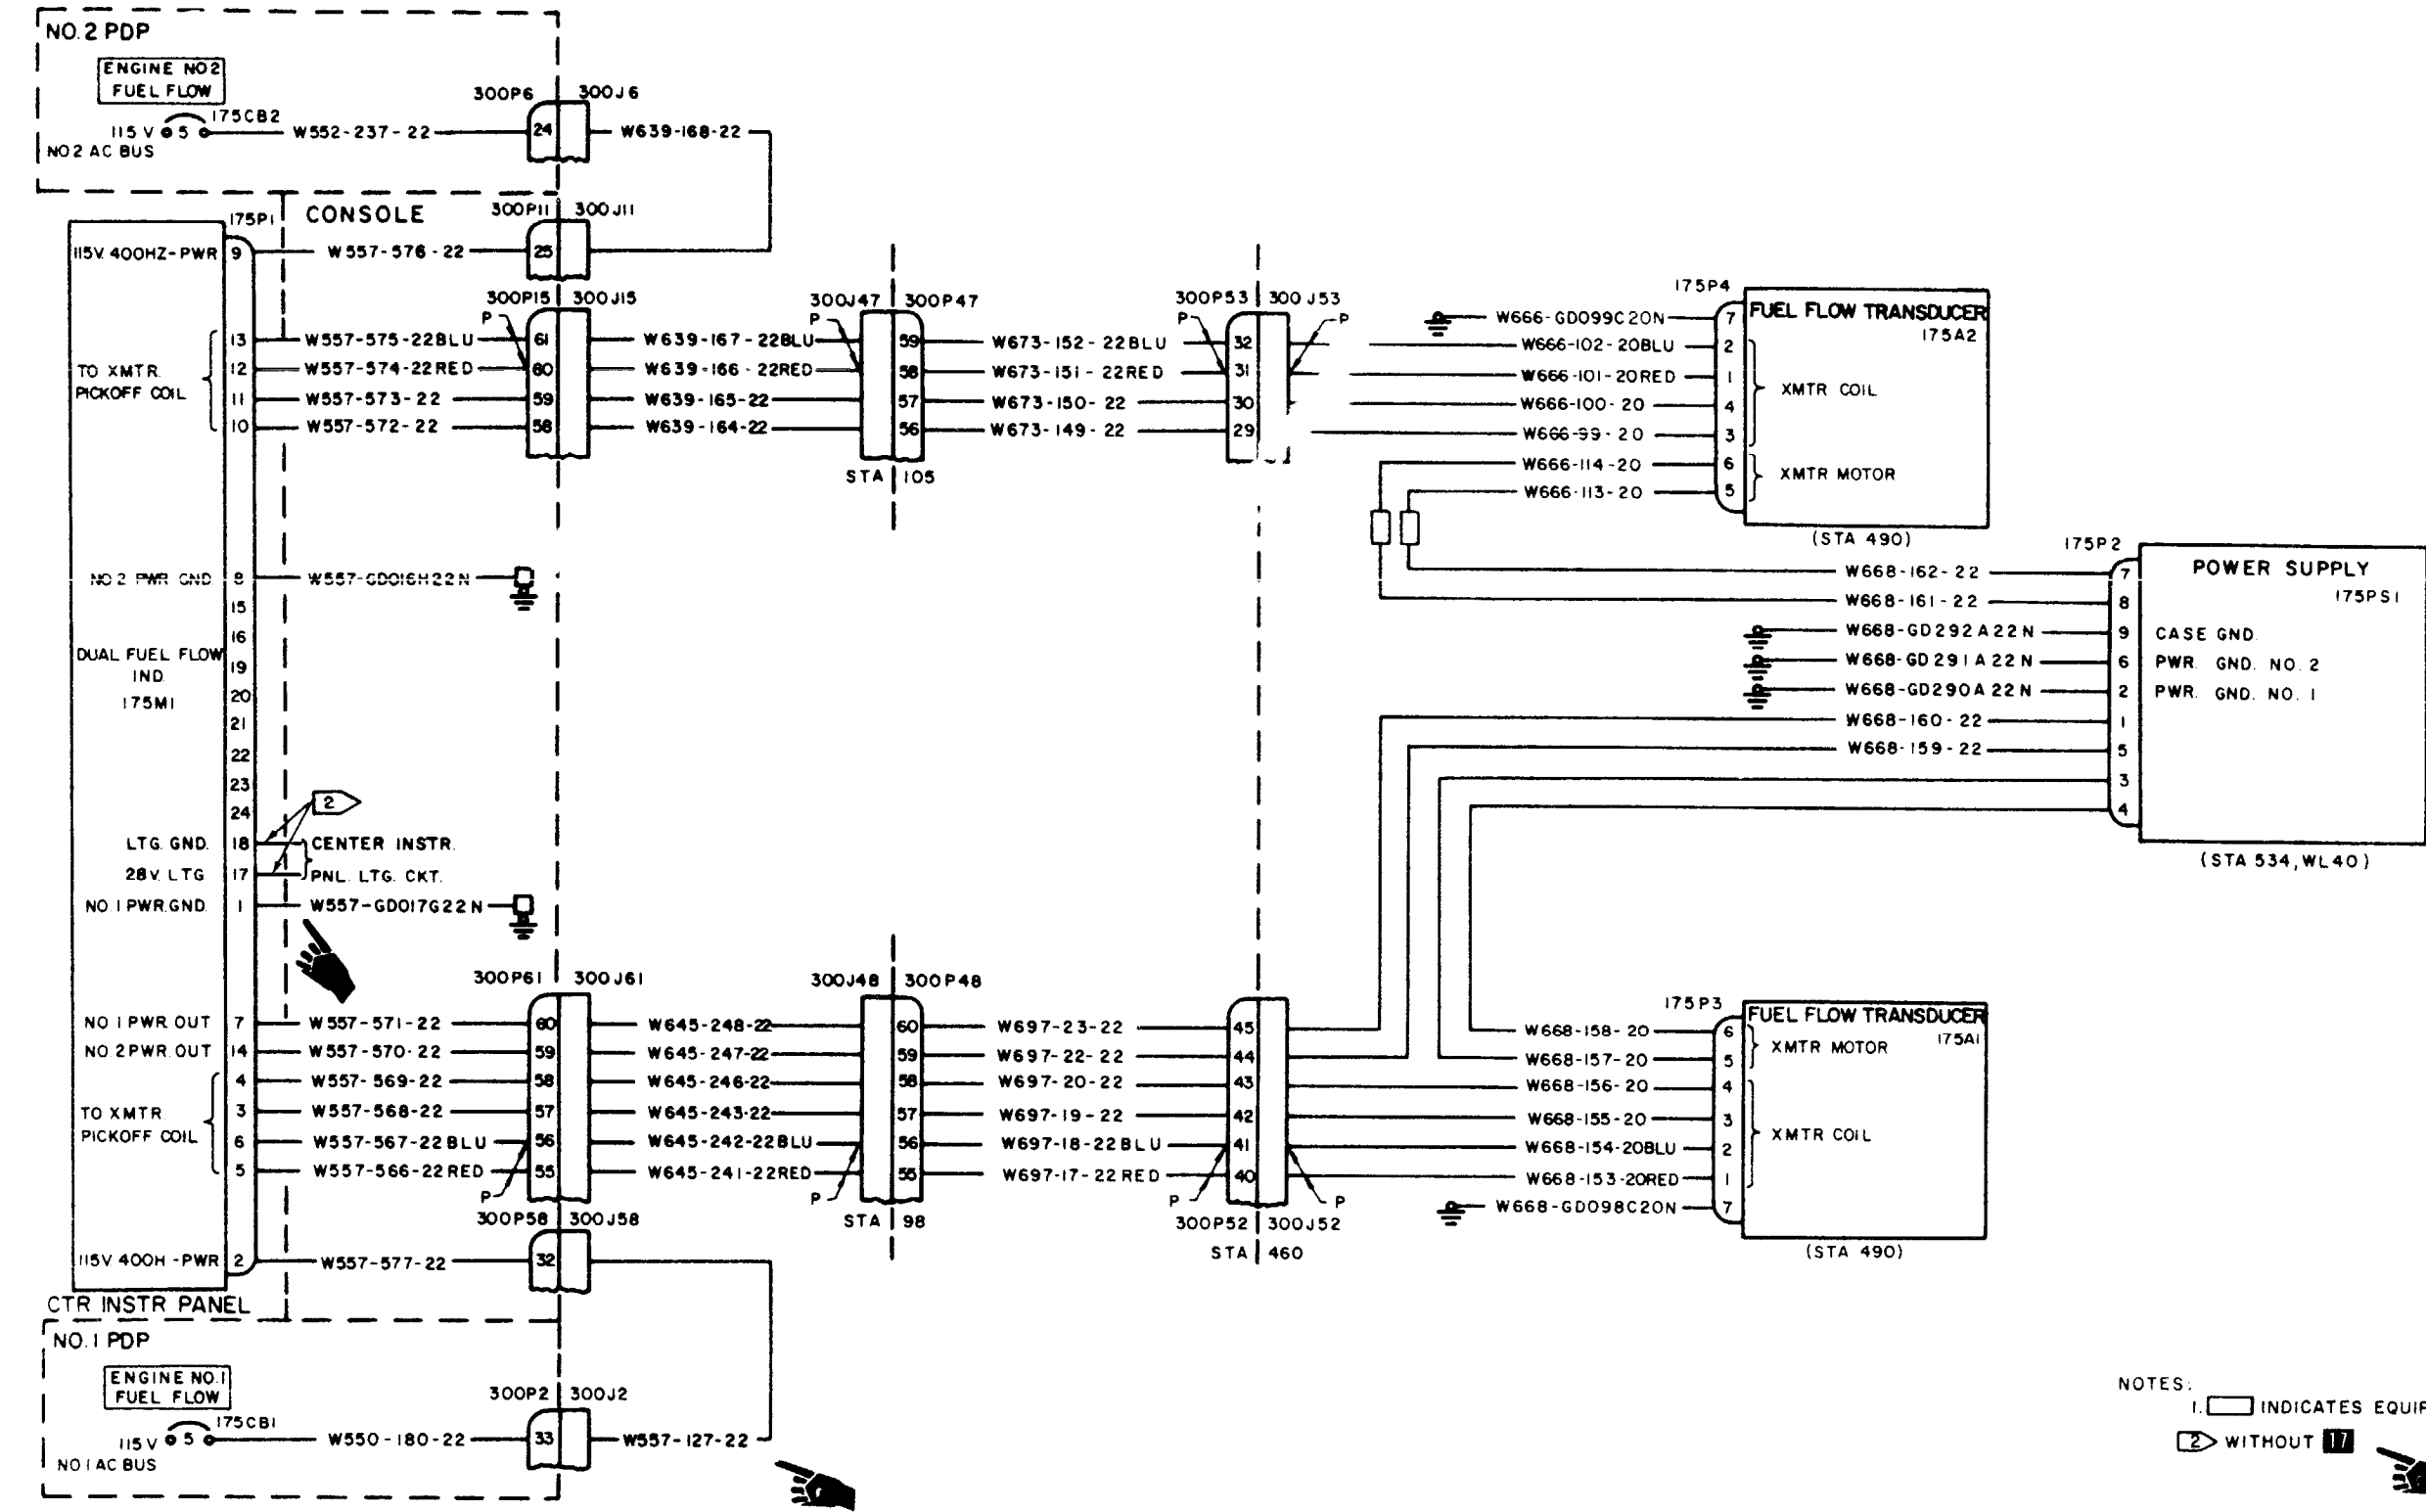 NO. 2 PDP
ENGINE NO2
FUEL FLOW
175CB2
115 V 5
NO2 AC BUS
W552-237-22
300P6 300J6
24
W639-168-22
175P1
CONSOLE
300P11 300J11
115V. 400HZ-PWR 9 W557-576-22 25
300P15 300J15
300J47 300P47
300P53 300J53
P P P P
13 W557-575-22BLU 61 W639-167-22BLU 59 W673-152-22BLU 32
TO XMTR.
PICKOFF COIL
12 W557-574-22RED 60 W639-166-22RED 58 W673-151-22RED 31
11 W557-573-22 59 W639-165-22 57 W673-150-22 30
10 W557-572-22 58 W639-164-22 56 W673-149-22 29
STA 105
175P4
FUEL FLOW TRANSDUCER
175A2
W666-GD099C20N 7
W666-102-20BLU 2
W666-101-20RED 1
W666-100-20 4
W666-99-20 3
XMTR COIL
W666-114-20 6
W666-113-20 5
XMTR MOTOR
(STA 490)
NO 2 PWR GND 8 W557-GD016H22N
15
16
DUAL FUEL FLOW
IND
175M1
19
20
21
22
23
24
2
LTG. GND. 18 CENTER INSTR.
28V. LTG 17 PNL. LTG. CKT.
NO. 1 PWR.GND. 1 W557-GD017G22N
175P2
POWER SUPPLY
175PS1
W668-162-22 7
W668-161-22 8
W668-GD292A22N 9 CASE GND.
W668-GD291A22N 6 PWR. GND. NO. 2
W668-GD290A22N 2 PWR. GND. NO. 1
W668-160-22 1
W668-159-22 5
3
4
(STA 534, WL40)
300P61 300J61
300J48 300P48
NO 1 PWR OUT 7 W557-571-22 60 W645-248-22 60 W697-23-22 45
NO. 2 PWR. OUT 14 W557-570-22 59 W645-247-22 59 W697-22-22 44
4 W557-569-22 58 W645-246-22 58 W697-20-22 43
TO XMTR
PICKOFF COIL
3 W557-568-22 57 W645-243-22 57 W697-19-22 42
6 W557-567-22BLU 56 W645-242-22BLU 56 W697-18-22BLU 41
5 W557-566-22RED 55 W645-241-22RED 55 W697-17-22RED 40
P P P P
STA 98
300P52 300J52
STA 460
175P3
FUEL FLOW TRANSDUCER
175A1
W668-158-20 6
W668-157-20 5
XMTR MOTOR
W668-156-20 4
W668-155-20 3
W668-154-20BLU 2
W668-153-20RED 1
XMTR COIL
W668-GD098C20N 7
(STA 490)
300P58 300J58
115V 400H -PWR 2 W557-577-22 32
CTR INSTR PANEL
NO. 1 PDP
ENGINE NO.1
FUEL FLOW
175CB1
115 V 5
NO 1 AC BUS
W550-180-22
300P2 300J2
33
W557-127-22
NOTES:
1. INDICATES EQUIP
2 WITHOUT 17